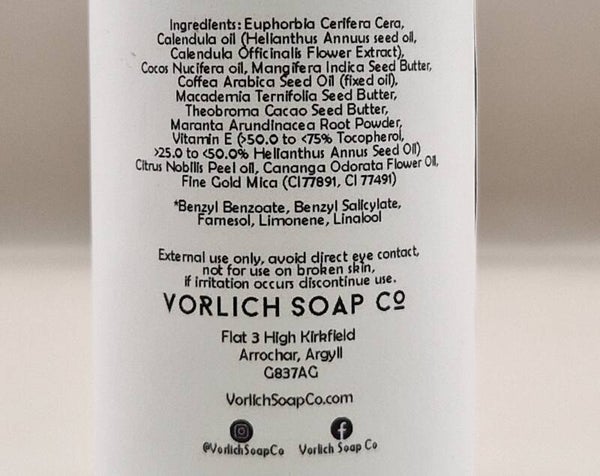 Ingredients: Euphorbia Cerifera Cera,
Calendula oil (Helianthus Annuus seed oil,
Calendula Officinalis Flower Extract),
Cocos Nucifera oil, Mangifera Indica Seed Butter,
Coffea Arabica Seed Oil (fixed oil),
Macademia Ternifolia Seed Butter,
Theobroma Cacao Seed Butter,
Maranta Arundinacea Root Powder,
Vitamin E (>50.0 to <75% Tocopherol,
>25.0 to <50.0% Helianthus Annus Seed Oil)
Citrus Nobilis Peel oil, Cananga Odorata Flower Oil,
Fine Gold Mica (CI77891, CI 77491)
*Benzyl Benzoate, Benzyl Salicylate,
Farnesol, Limonene, Linalool
External use only, avoid direct eye contact,
not for use on broken skin,
if irritation occurs discontinue use.
VORLICH SOAP Co
Flat 3 High Kirkfield
Arrochar, Argyll
G837AG
VorlichSoapCo.com
@VorlichSoapCo Vorlich Soap Co